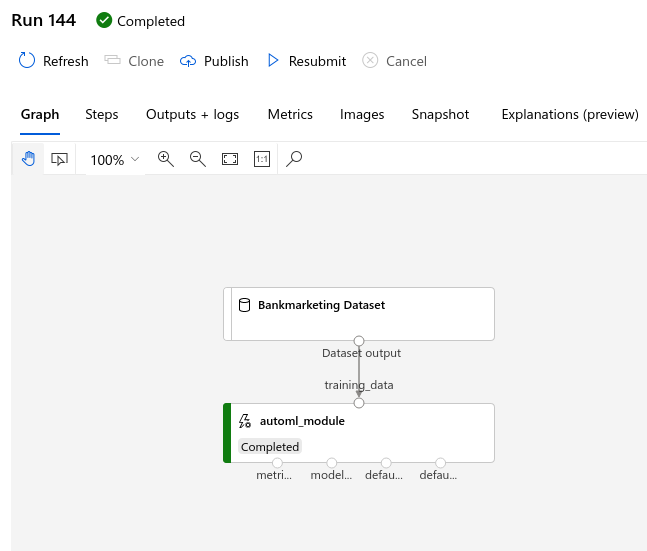 Run 144 Completed
Refresh Clone Publish Resubmit Cancel
Graph Steps Outputs + logs Metrics Images Snapshot Explanations (preview)
100% 1:1
Bankmarketing Dataset
Dataset output
training_data
automl_module
Completed
metri... model... defau... defau...